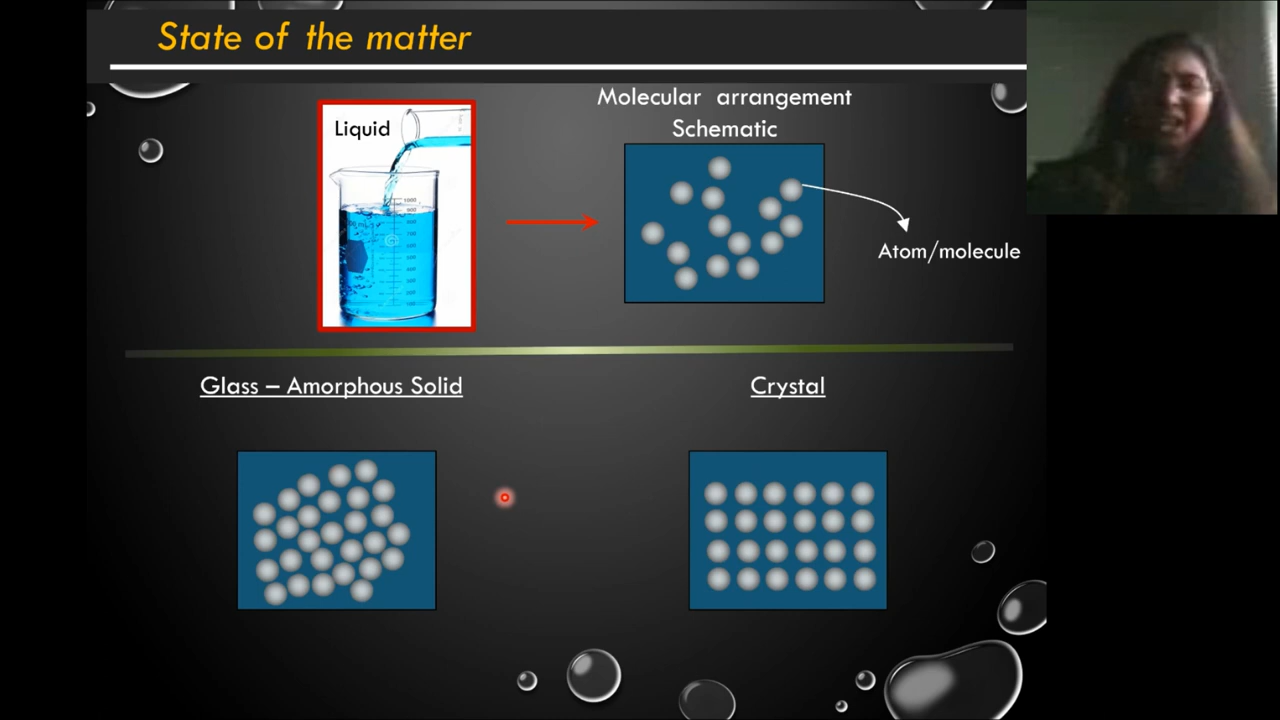 State of the matter
Molecular arrangement
Schematic
Liquid
Atom/molecule
Glass – Amorphous Solid
Crystal